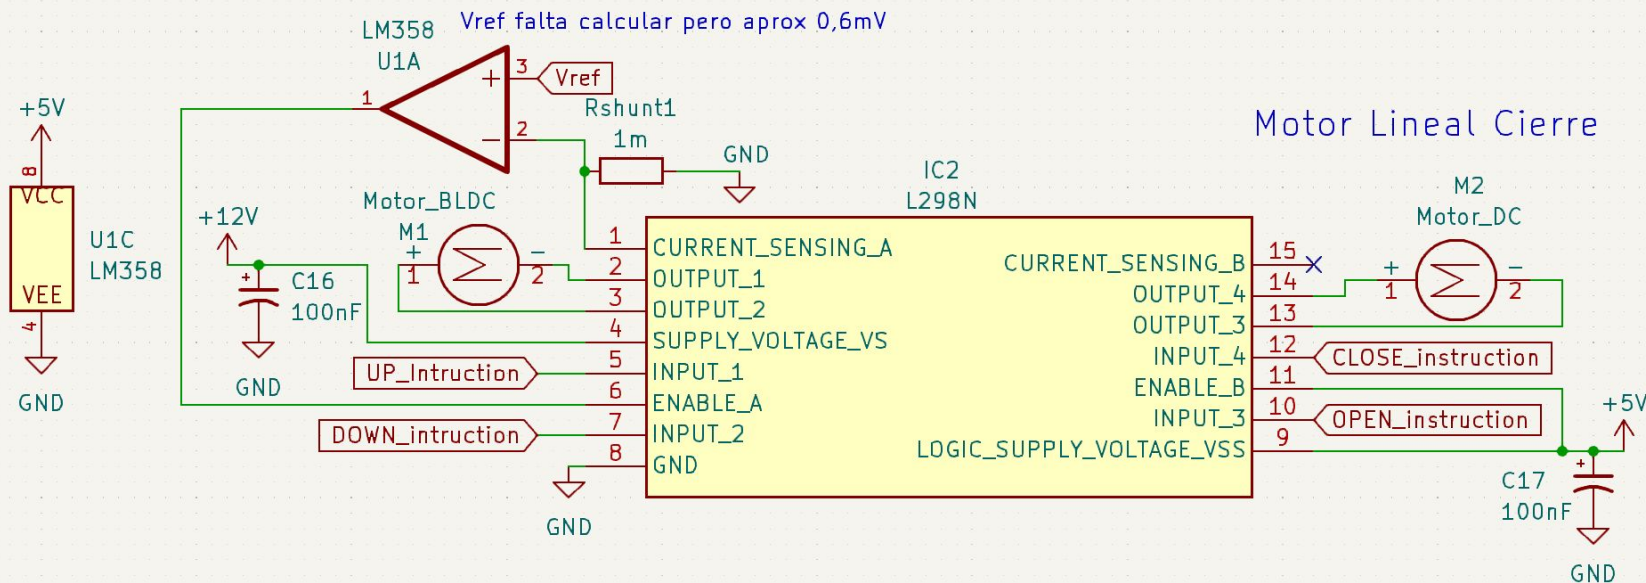 Vref falta calcular pero aprox 0,6mV
LM358
U1A
+
3
Vref
1
-
2
Rshunt1
1m
GND
+5V
8
VCC
VEE
4
GND
U1C
LM358
+12V
+
C16
100nF
GND
Motor_BLDC
M1
+
1
-
2
Motor Lineal Cierre
IC2
L298N
M2
Motor_DC
+
1
-
2
1
CURRENT_SENSING_A
2
OUTPUT_1
3
OUTPUT_2
4
SUPPLY_VOLTAGE_VS
UP_Intruction
5
INPUT_1
6
ENABLE_A
DOWN_intruction
7
INPUT_2
8
GND
GND
CURRENT_SENSING_B
15
OUTPUT_4
14
OUTPUT_3
13
INPUT_4
12
CLOSE_instruction
ENABLE_B
11
INPUT_3
10
OPEN_instruction
LOGIC_SUPPLY_VOLTAGE_VSS
9
+5V
+
C17
100nF
GND